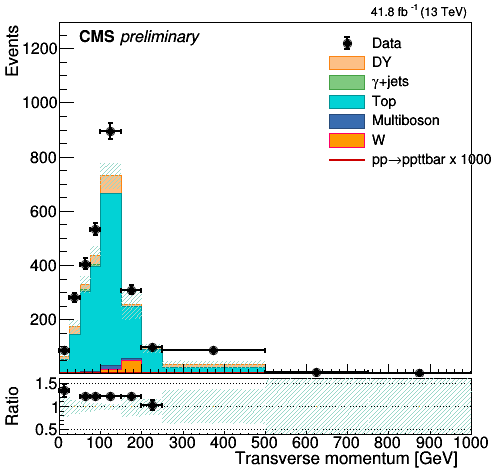 41.8 fb⁻¹ (13 TeV)
CMS preliminary
Events
Data
DY
γ+jets
Top
Multiboson
W
pp→ppttbar x 1000
1200
1000
800
600
400
200
Ratio
1.5
1
0.5
0 100 200 300 400 500 600 700 800 900 1000
Transverse momentum [GeV]